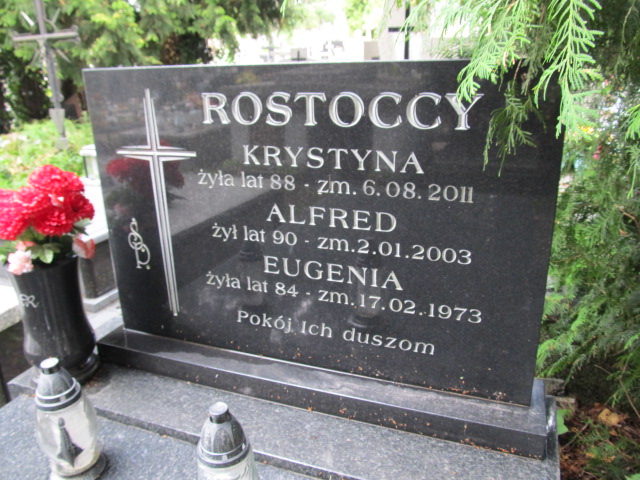 ROSTOCCY
KRYSTYNA
żyła lat 88 - zm. 6.08.2011
ALFRED
żył lat 90 - zm. 2.01.2003
EUGENIA
żyła lat 84 - zm. 17.02.1973
Pokój Ich duszom